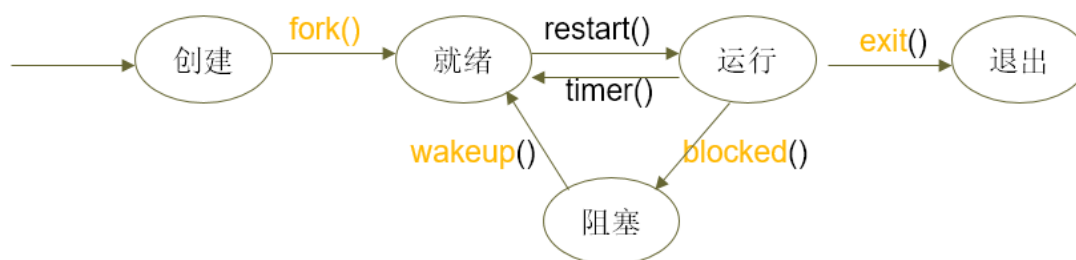 创建
fork()
就绪
restart()
timer()
运行
exit()
退出
wakeup()
blocked()
阻塞